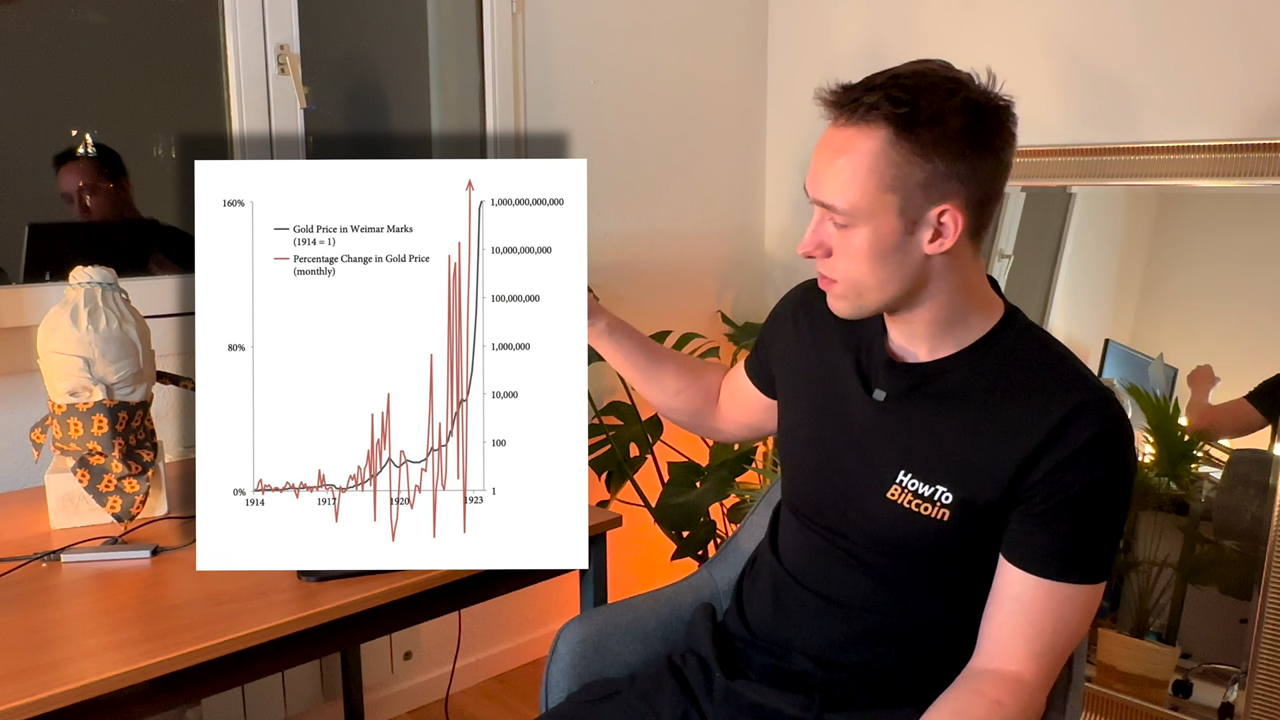 160%
80%
0%
Gold Price in Weimar Marks
(1914 = 1)
Percentage Change in Gold Price
(monthly)
1,000,000,000,000
10,000,000,000
100,000,000
1,000,000
10,000
100
1
1914
1917
1920
1923
HowTo
Bitcoin